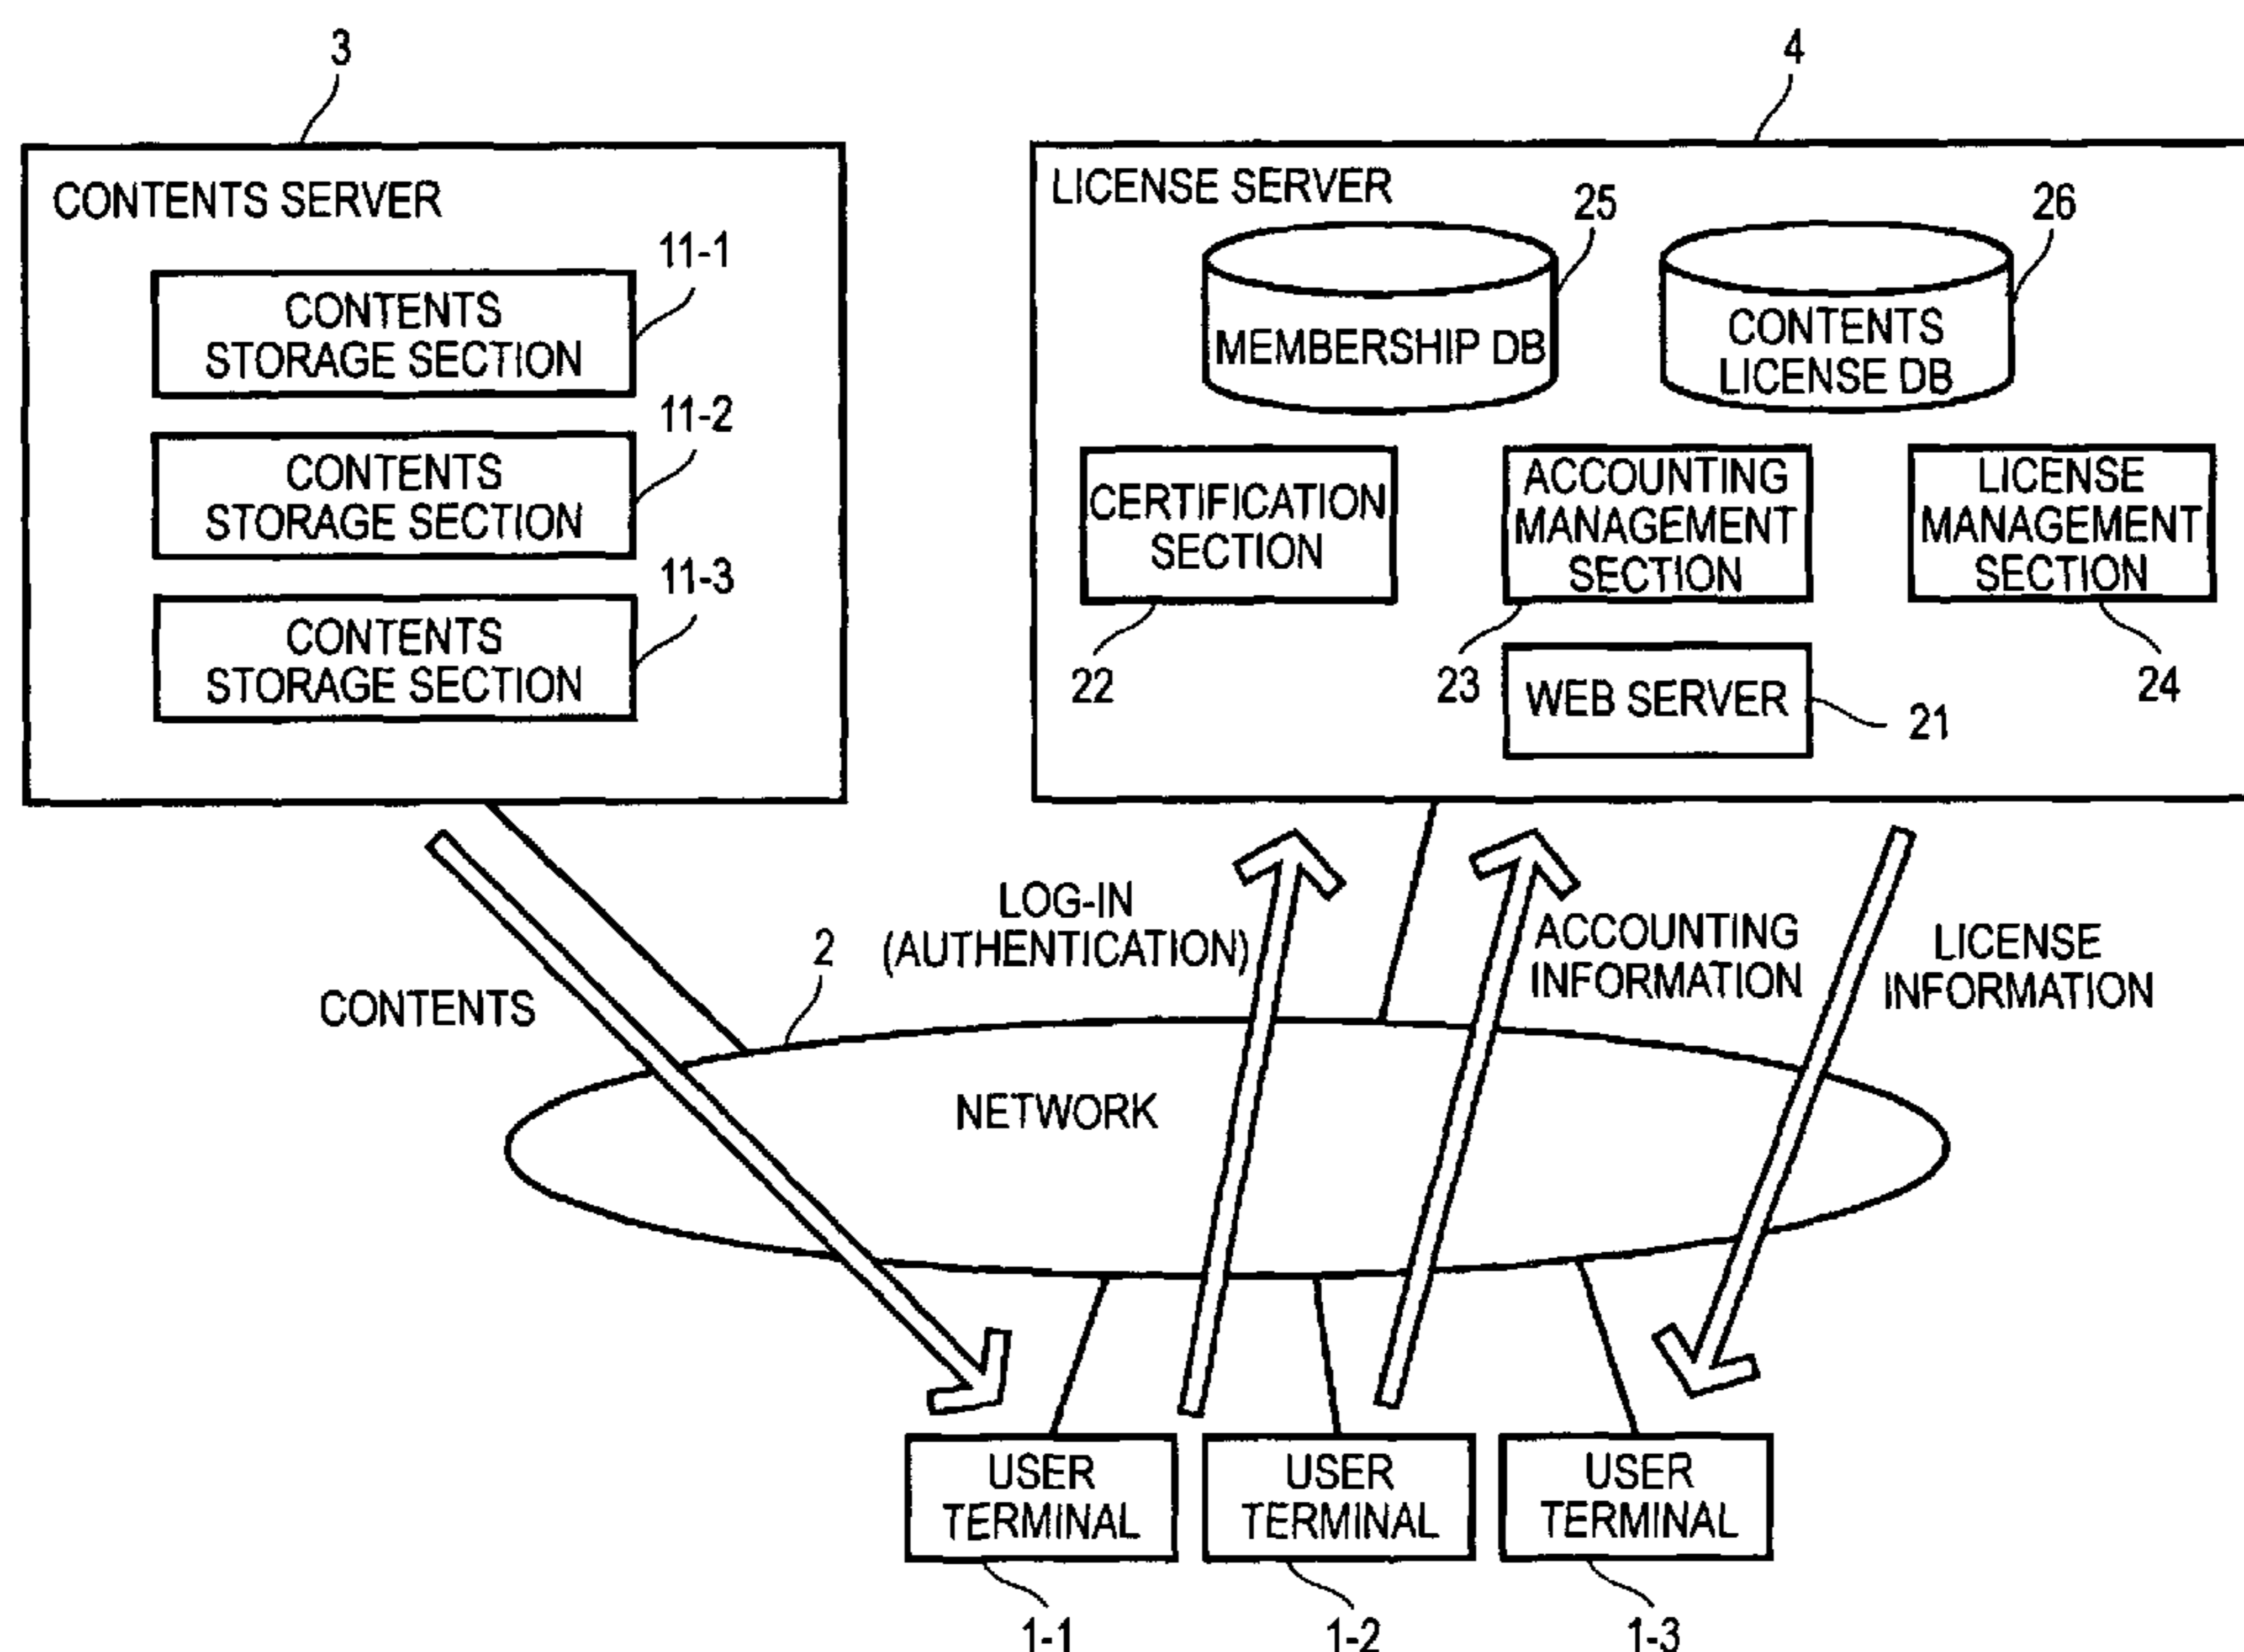 3
4
CONTENTS SERVER
11-1
CONTENTS
STORAGE SECTION
11-2
CONTENTS
STORAGE SECTION
11-3
CONTENTS
STORAGE SECTION
LICENSE SERVER
25
26
MEMBERSHIP DB
CONTENTS
LICENSE DB
CERTIFICATION
SECTION
ACCOUNTING
MANAGEMENT
SECTION
LICENSE
MANAGEMENT
SECTION
22
23
24
WEB SERVER
21
CONTENTS
2
LOG-IN
(AUTHENTICATION)
ACCOUNTING
INFORMATION
LICENSE
INFORMATION
NETWORK
USER
TERMINAL
USER
TERMINAL
USER
TERMINAL
1-1
1-2
1-3